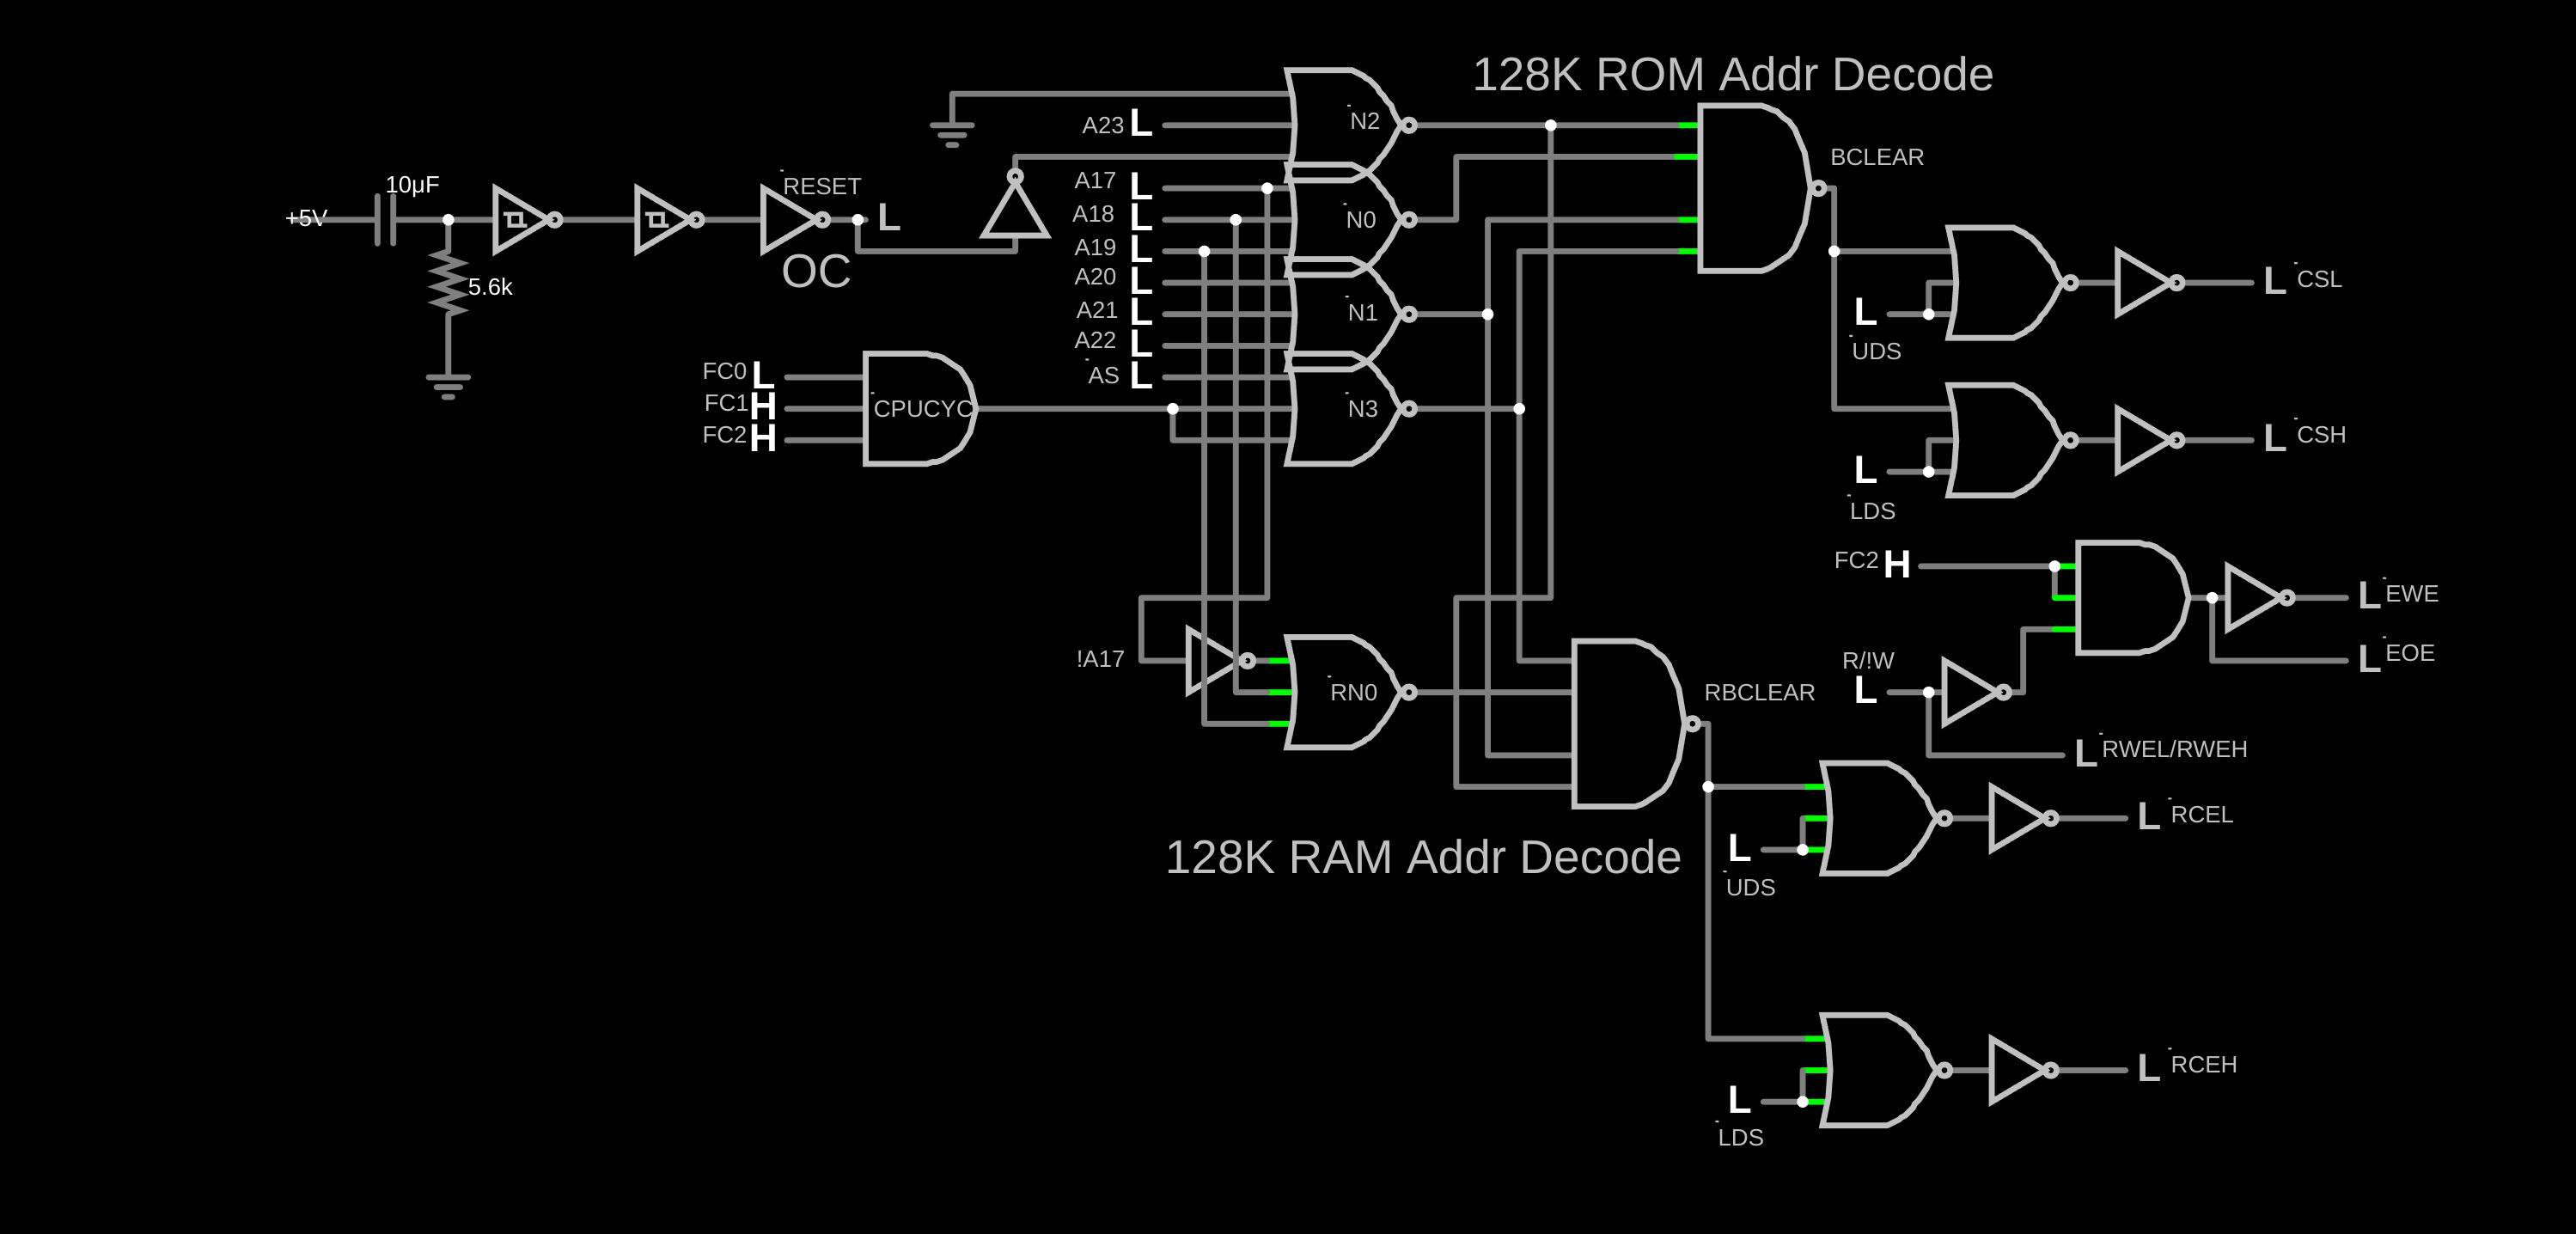 128K ROM Addr Decode
A23 L
N2
BCLEAR
10μF
+5V
RESET
L
OC
A17 L
A18 L
A19 L
A20 L
A21 L
A22 L
AS L
N0
N1
N3
FC0 L
FC1 H
FC2 H
CPUCYC
5.6k
L CSL
L
UDS
L CSH
L
LDS
FC2 H
L EWE
L EOE
R/!W
L
L RWEL/RWEH
!A17
RN0
RBCLEAR
L RCEL
L
UDS
128K RAM Addr Decode
L RCEH
L
LDS